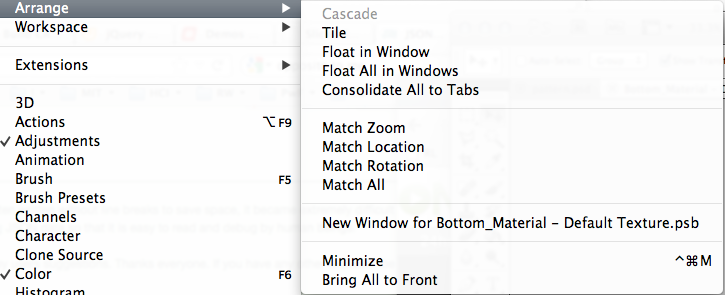 Arrange ▶
Workspace ▶
Extensions ▶
3D
Actions ⌥F9
✓ Adjustments
Animation
Brush F5
Brush Presets
Channels
Character
Clone Source
✓ Color F6
Histogram
Cascade
Tile
Float in Window
Float All in Windows
Consolidate All to Tabs
Match Zoom
Match Location
Match Rotation
Match All
New Window for Bottom_Material – Default Texture.psb
Minimize ^⌘M
Bring All to Front